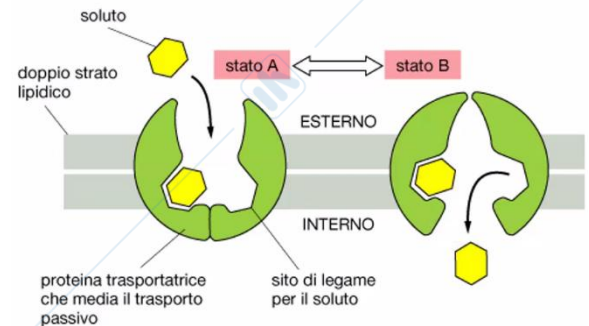 soluto
stato A
stato B
doppio strato
lipidico
ESTERNO
INTERNO
proteina trasportatrice
che media il trasporto
passivo
sito di legame
per il soluto